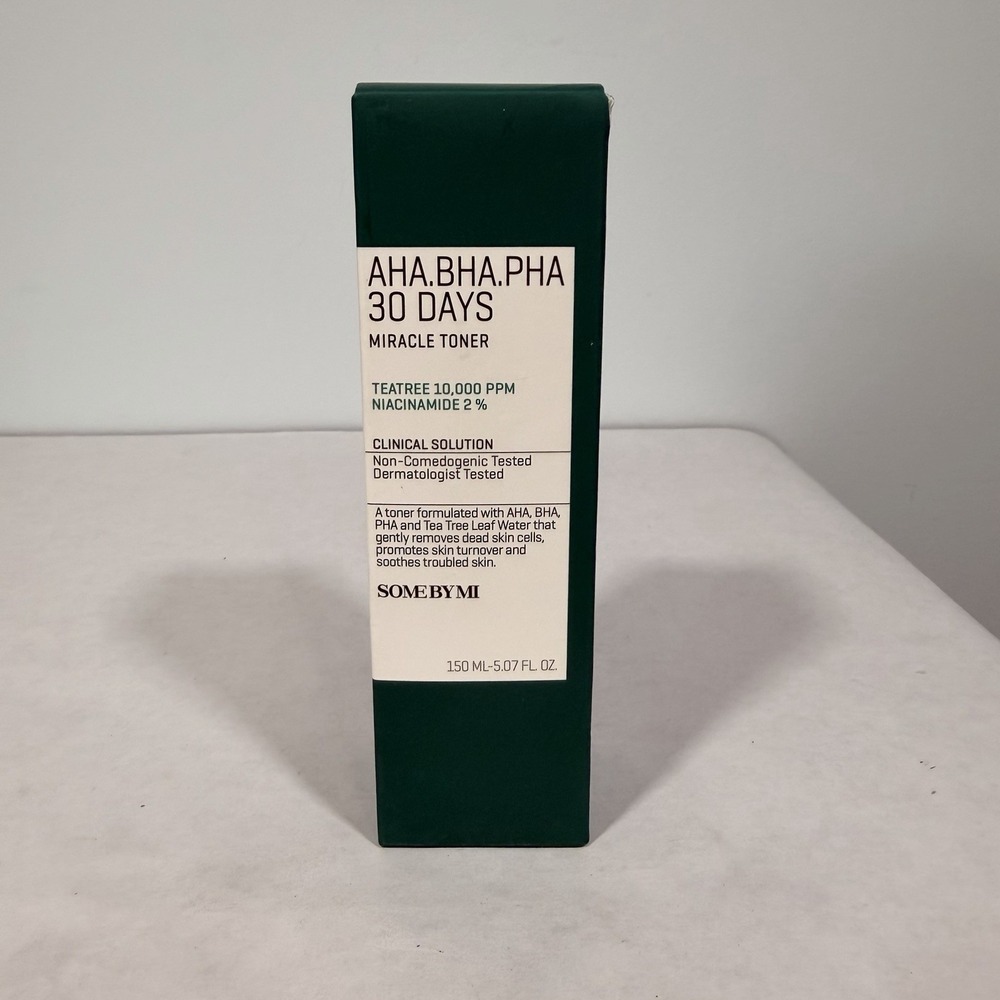 AHA.BHA.PHA
30 DAYS
MIRACLE TONER
TEATREE 10,000 PPM
NIACINAMIDE 2 %
CLINICAL SOLUTION
Non-Comedogenic Tested
Dermatologist Tested
A toner formulated with AHA, BHA,
PHA and Tea Tree Leaf Water that
gently removes dead skin cells,
promotes skin turnover and
soothes troubled skin.
SOME BY MI
150 ML-5.07 FL. OZ.